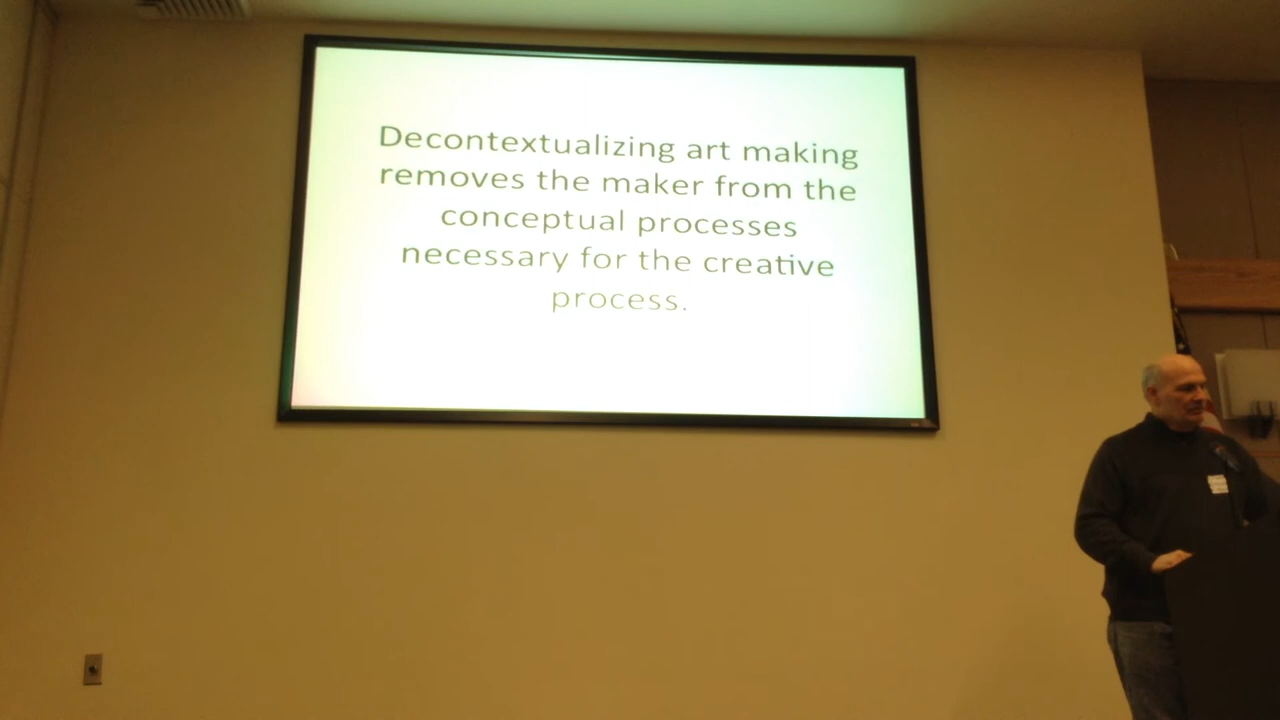 Decontextualizing art making
removes the maker from the
conceptual processes
necessary for the creative
process.